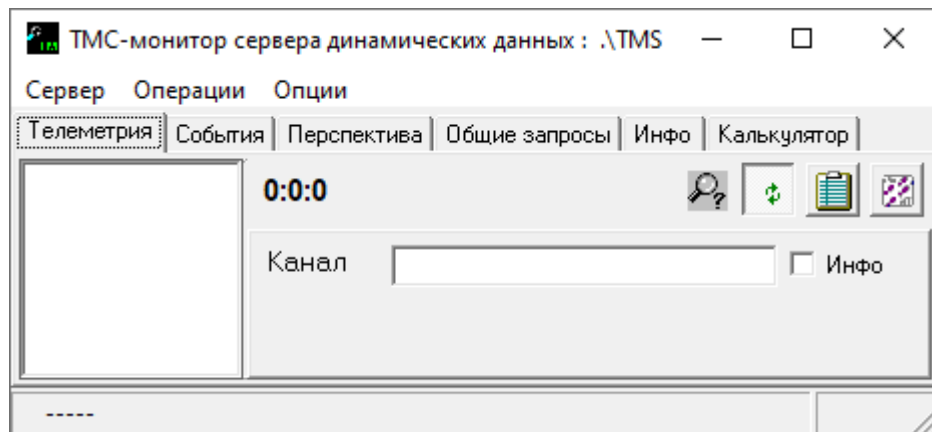 ТМС-монитор сервера динамических данных : .\TMS
Сервер Операции Опции
Телеметрия События Перспектива Общие запросы Инфо Калькулятор
0:0:0
Канал Инфо
-----